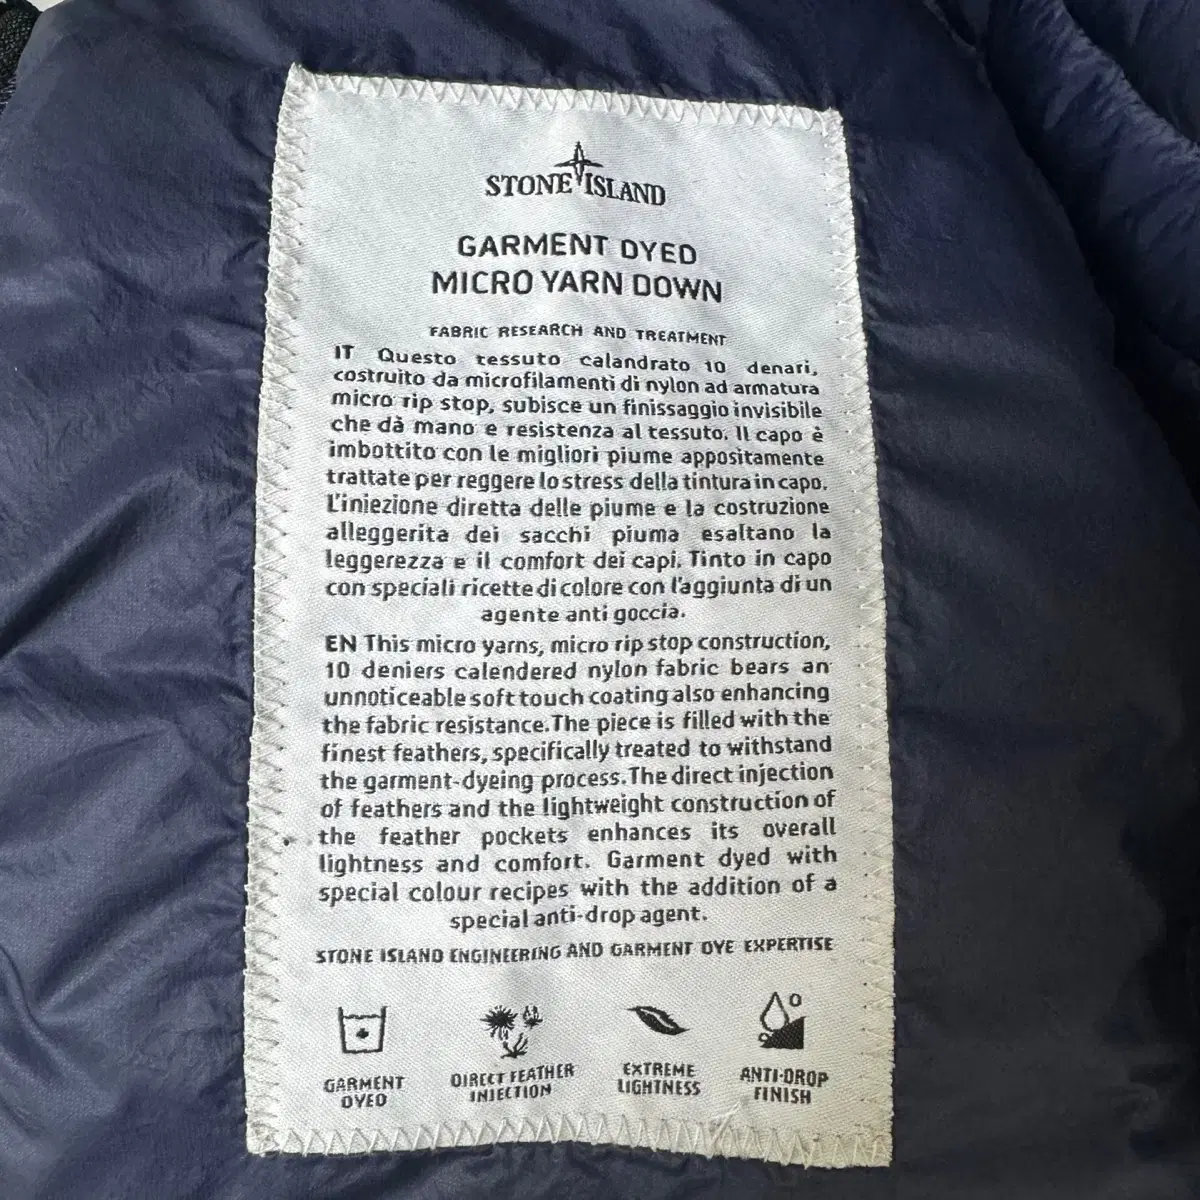 STONE ISLAND
GARMENT DYED
MICRO YARN DOWN
FABRIC RESEARCH AND TREATMENT
IT Questo tessuto calandrato 10 denari,
costruito da microfilamenti di nylon ad armatura
micro rip stop, subisce un finissaggio invisibile
che dà mano e resistenza al tessuto. Il capo è
imbottito con le migliori piume appositamente
trattate per reggere lo stress della tintura in capo.
L'iniezione diretta delle piume e la costruzione
alleggerita dei sacchi piuma esaltano la
leggerezza e il comfort dei capi. Tinto in capo
con speciali ricette di colore con l'aggiunta di un
agente anti goccia.
EN This micro yarns, micro rip stop construction,
10 deniers calendered nylon fabric bears an
unnoticeable soft touch coating also enhancing
the fabric resistance. The piece is filled with the
finest feathers, specifically treated to withstand
the garment-dyeing process. The direct injection
of feathers and the lightweight construction of
the feather pockets enhances its overall
lightness and comfort. Garment dyed with
special colour recipes with the addition of a
special anti-drop agent.
STONE ISLAND ENGINEERING AND GARMENT DYE EXPERTISE
GARMENT
DYED
DIRECT FEATHER
INJECTION
EXTREME
LIGHTNESS
ANTI-DROP
FINISH